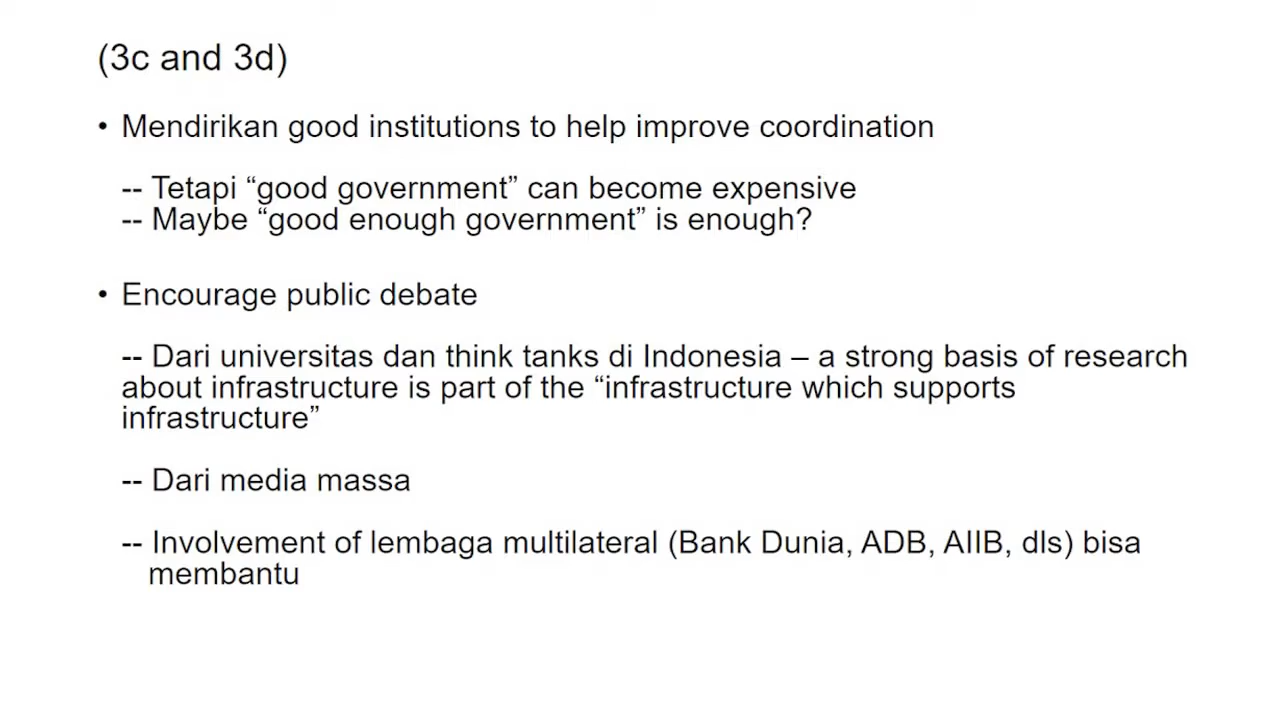 (3c and 3d)
• Mendirikan good institutions to help improve coordination
-- Tetapi “good government” can become expensive
-- Maybe “good enough government” is enough?
• Encourage public debate
-- Dari universitas dan think tanks di Indonesia – a strong basis of research
about infrastructure is part of the “infrastructure which supports
infrastructure”
-- Dari media massa
-- Involvement of lembaga multilateral (Bank Dunia, ADB, AIIB, dls) bisa
membantu